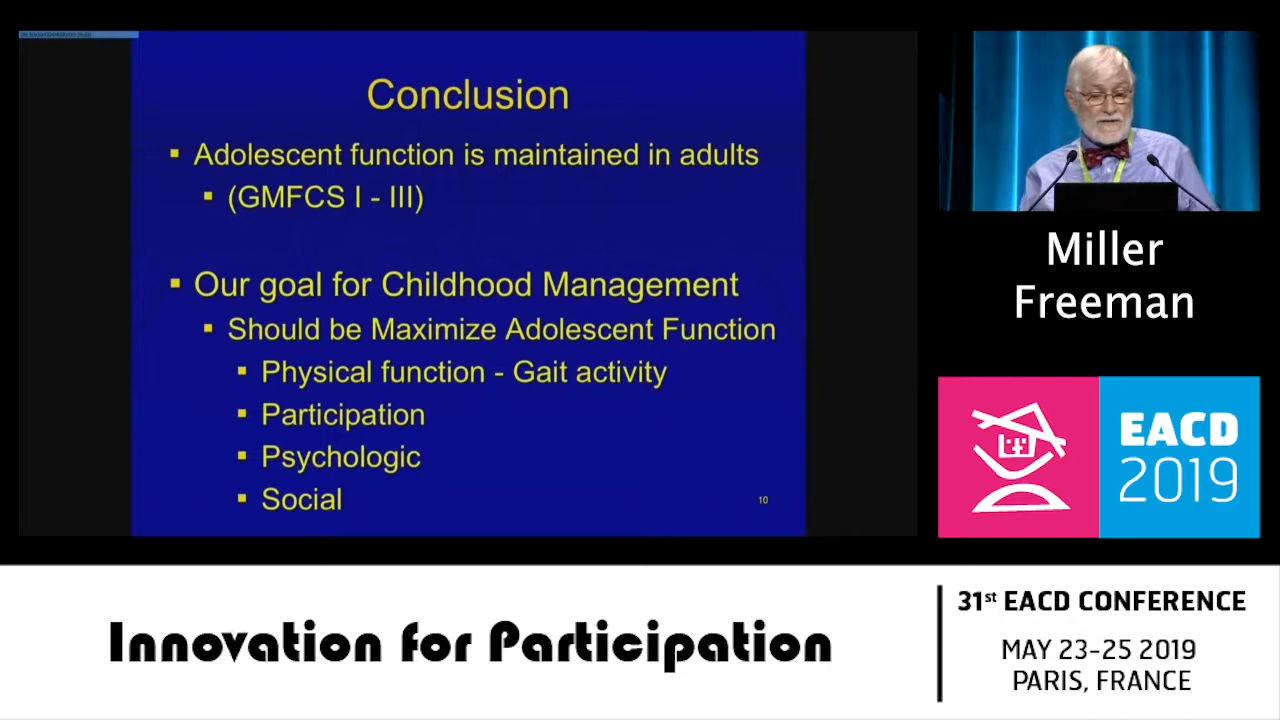 Conclusion
▪ Adolescent function is maintained in adults
▪ (GMFCS I - III)
▪ Our goal for Childhood Management
▪ Should be Maximize Adolescent Function
▪ Physical function - Gait activity
▪ Participation
▪ Psychologic
▪ Social
10
Miller
Freeman
EACD
2019
Innovation for Participation
31st EACD CONFERENCE
MAY 23-25 2019
PARIS, FRANCE